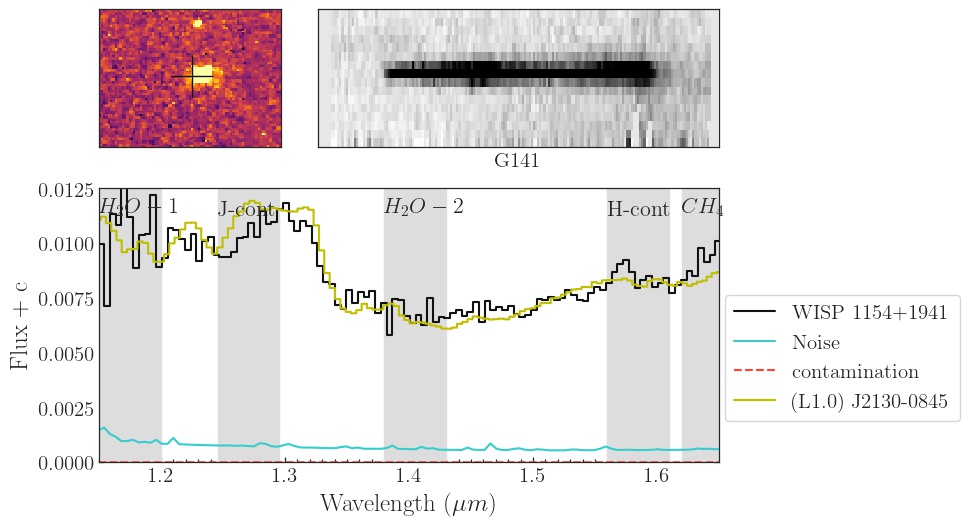 G141
0.0125
0.0100
0.0075
0.0050
0.0025
0.0000
Flux + c
H₂O − 1
J-cont
H₂O − 2
H-cont
CH₄
1.2
1.3
1.4
1.5
1.6
Wavelength (μm)
WISP 1154+1941
Noise
contamination
(L1.0) J2130-0845